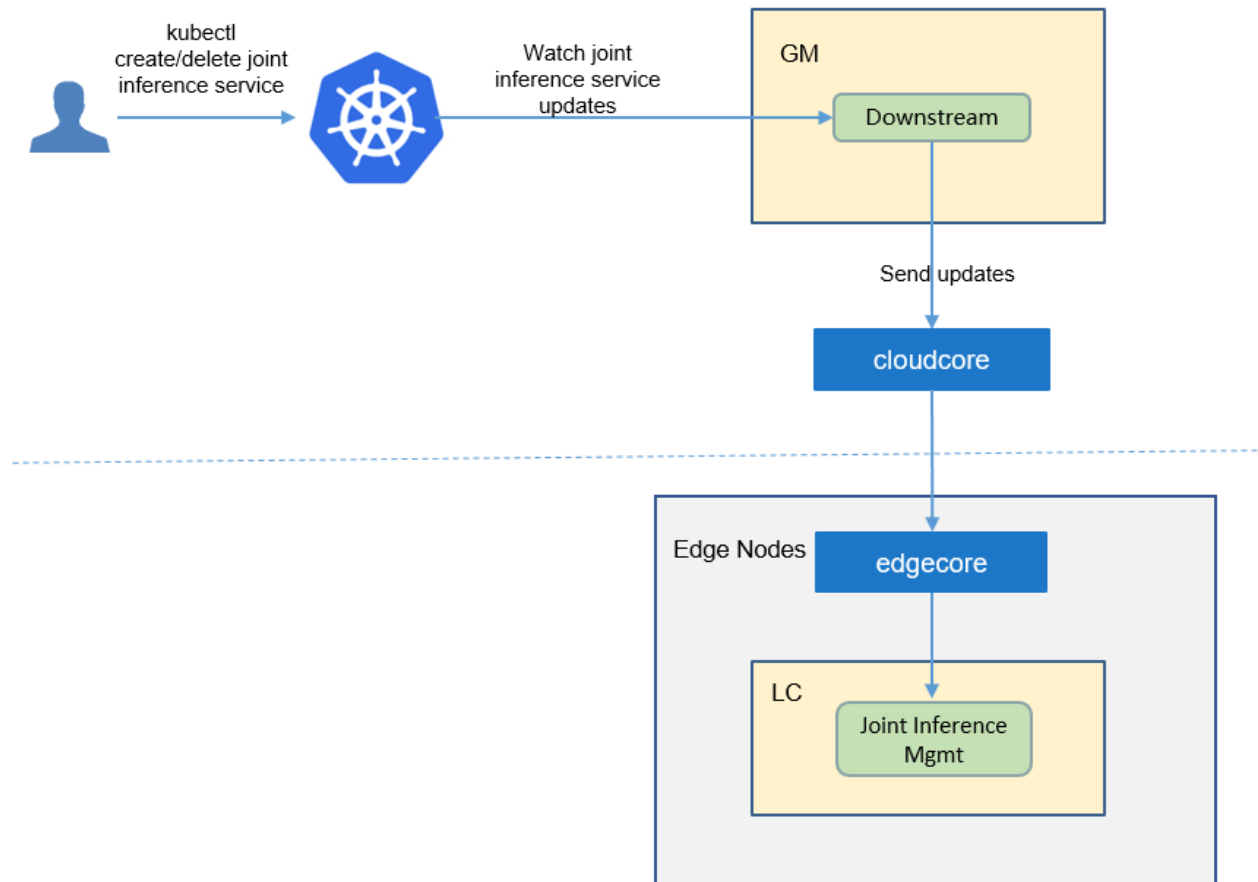 kubectl
create/delete joint
inference service
Watch joint
inference service
updates
GM
Downstream
Send updates
cloudcore
Edge Nodes
edgecore
LC
Joint Inference
Mgmt